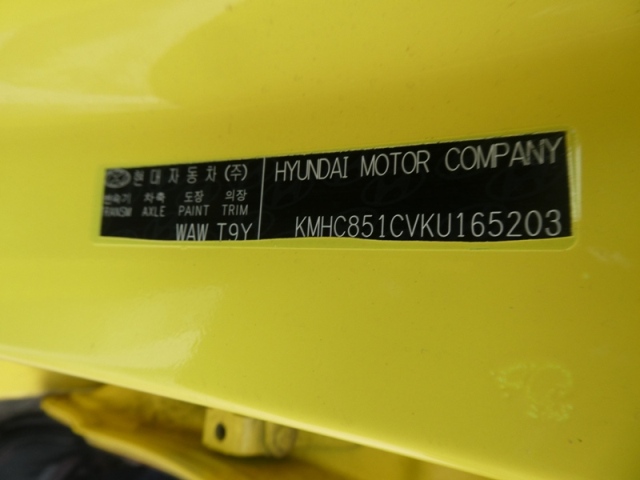 현대자동차(주)
변속기 차축 도장 의장
TRANSM AXLE PAINT TRIM
WAW T9Y
HYUNDAI MOTOR COMPANY
KMHC851CVKU165203